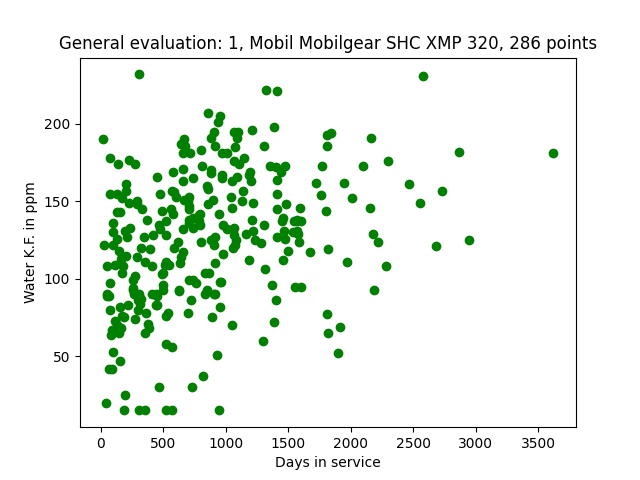 General evaluation: 1, Mobil Mobilgear SHC XMP 320, 286 points
Water K.F. in ppm
200
150
100
50
0 500 1000 1500 2000 2500 3000 3500
Days in service